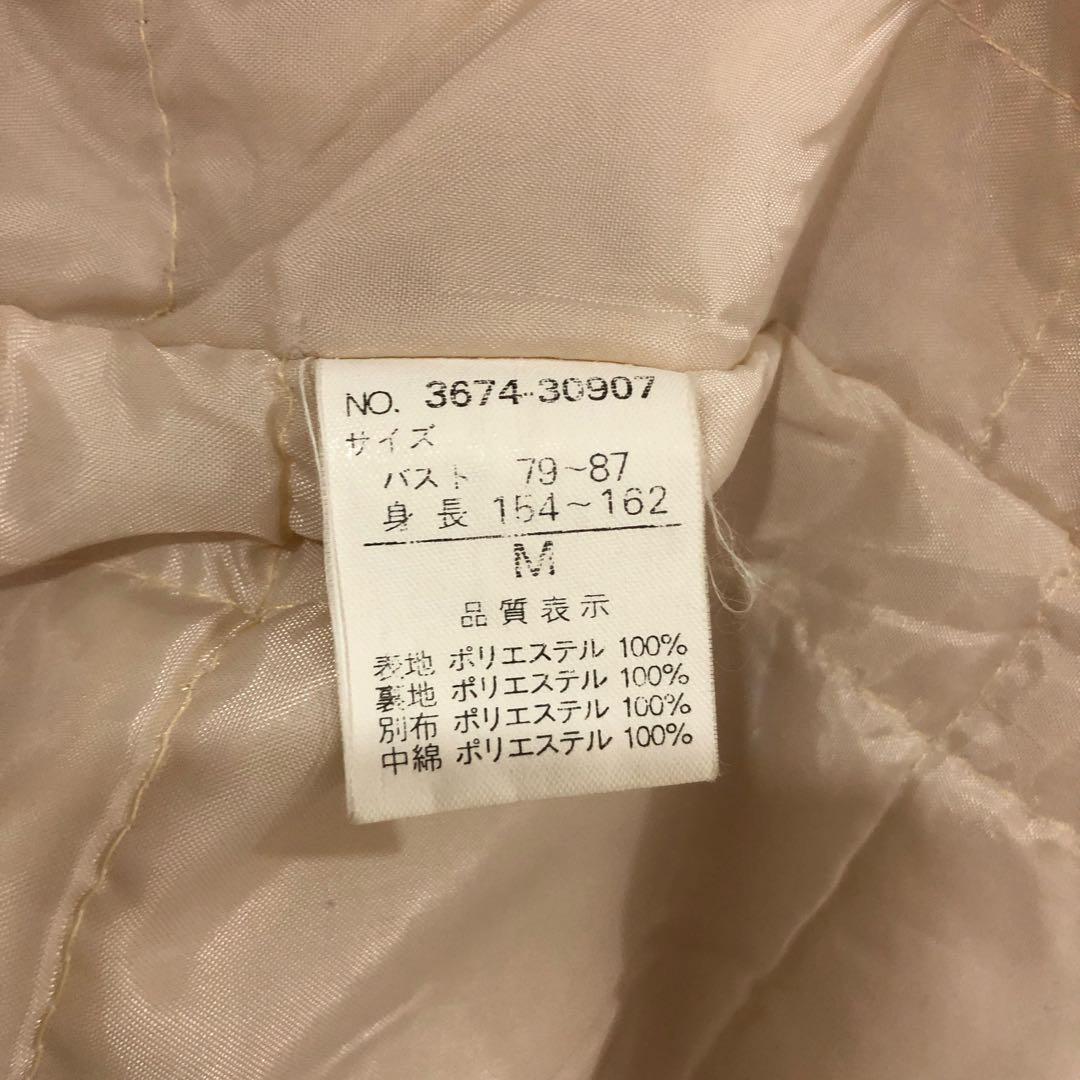 NO. 3674-30907
サイズ
バスト 79~87
身長 154~162
M
品質表示
表地 ポリエステル 100%
裏地 ポリエステル 100%
別布 ポリエステル 100%
中綿 ポリエステル 100%